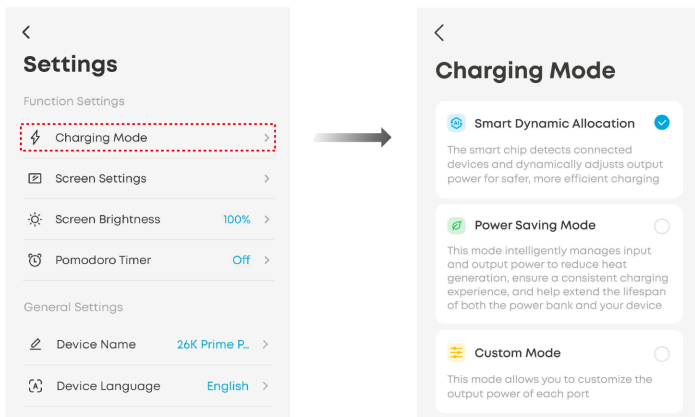 Settings
Function Settings
Charging Mode
Screen Settings
Screen Brightness 100%
Pomodoro Timer Off
General Settings
Device Name 26K Prime P...
Device Language English
Charging Mode
AI Smart Dynamic Allocation
The smart chip detects connected
devices and dynamically adjusts output
power for safer, more efficient charging
Power Saving Mode
This mode intelligently manages input
and output power to reduce heat
generation, ensure a consistent charging
experience, and help extend the lifespan
of both the power bank and your device
Custom Mode
This mode allows you to customize the
output power of each port